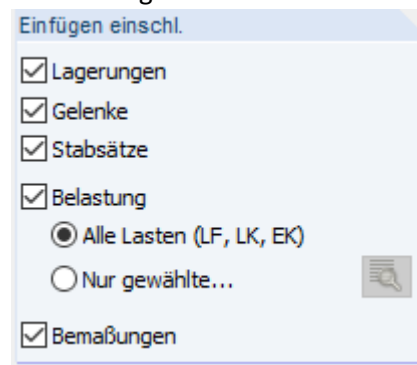 Einfügen einschl.
Lagerungen
Gelenke
Stabsätze
Belastung
Alle Lasten (LF, LK, EK)
Nur gewählte...
Bemaßungen